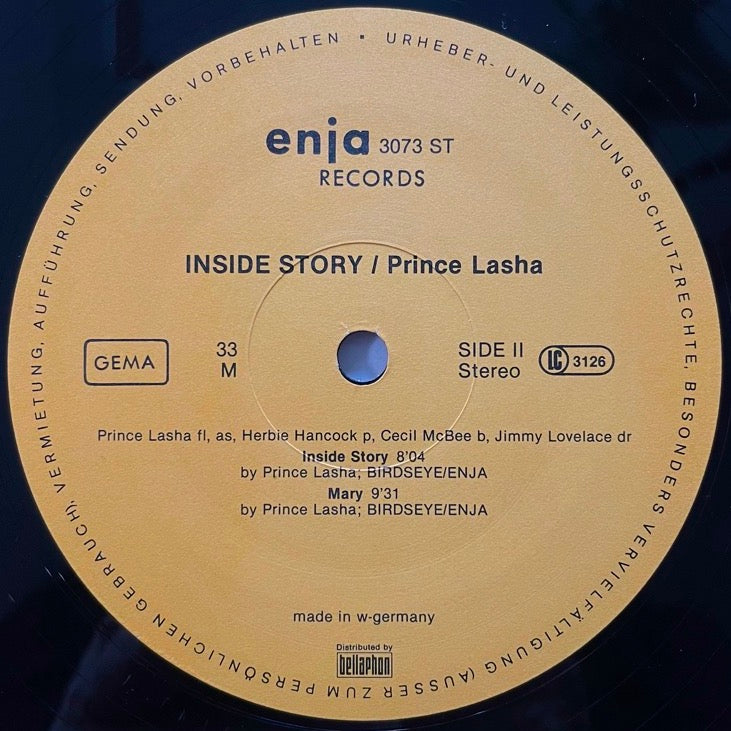 URHEBER- UND LEISTUNGSSCHUTZRECHTE, BESONDERS VERVIELFÄLTIGUNG (AUSSER ZUM PERSÖNLICHEN GEBRAUCH), VERMIETUNG, AUFFÜHRUNG, SENDUNG, VORBEHALTEN ▪
enja 3073 ST
RECORDS
INSIDE STORY / Prince Lasha
GEMA
33
M
SIDE II
Stereo
LC 3126
Prince Lasha fl, as, Herbie Hancock p, Cecil McBee b, Jimmy Lovelace dr
Inside Story 8'04
by Prince Lasha; BIRDSEYE/ENJA
Mary 9'31
by Prince Lasha; BIRDSEYE/ENJA
made in w-germany
Distributed by
bellaphon